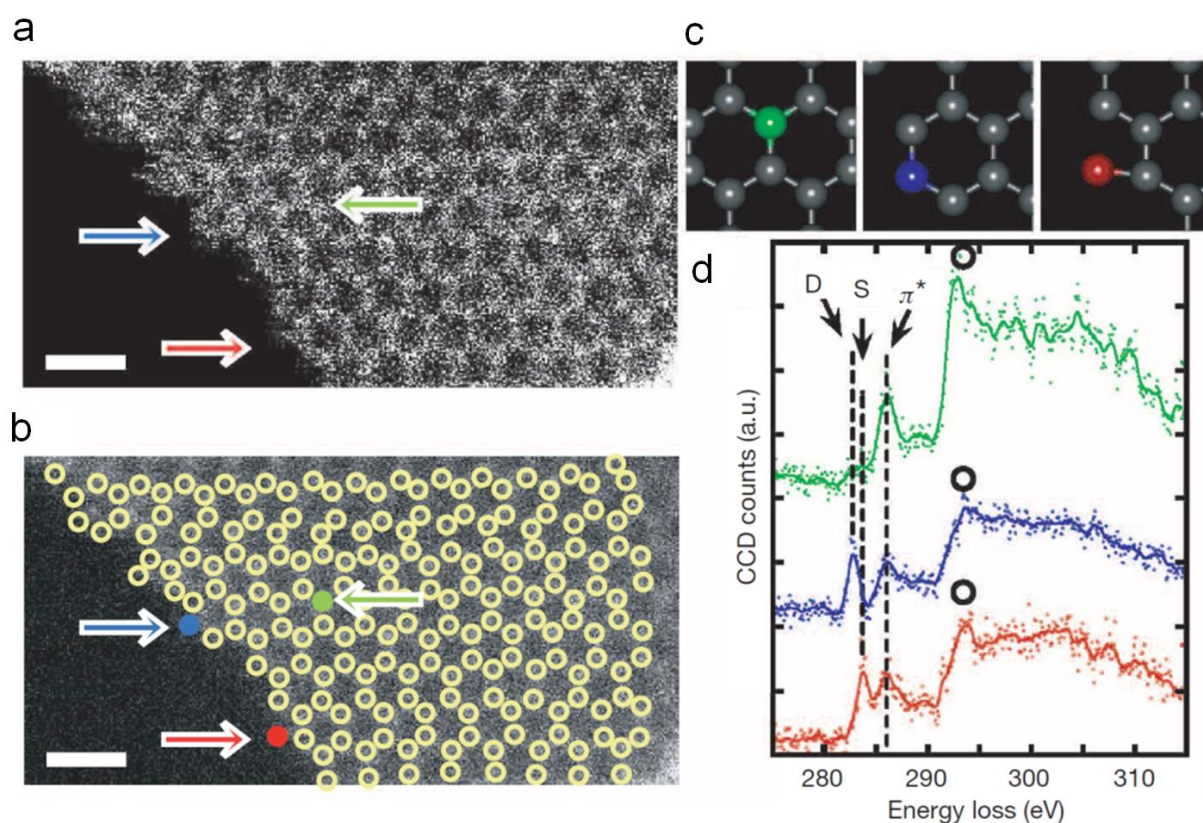 a
b
c
d
D
S
π*
CCD counts (a.u.)
280
290
300
310
Energy loss (eV)